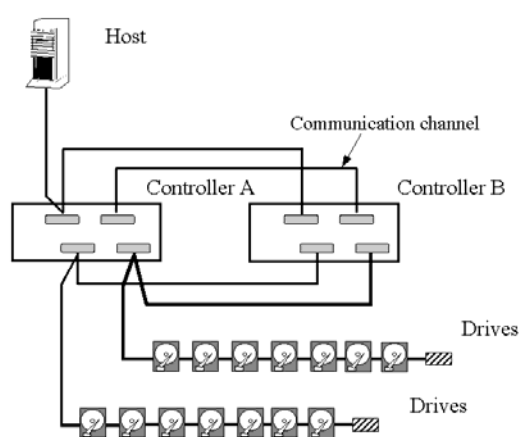 Host
Communication channel
Controller A
Controller B
Drives
Drives